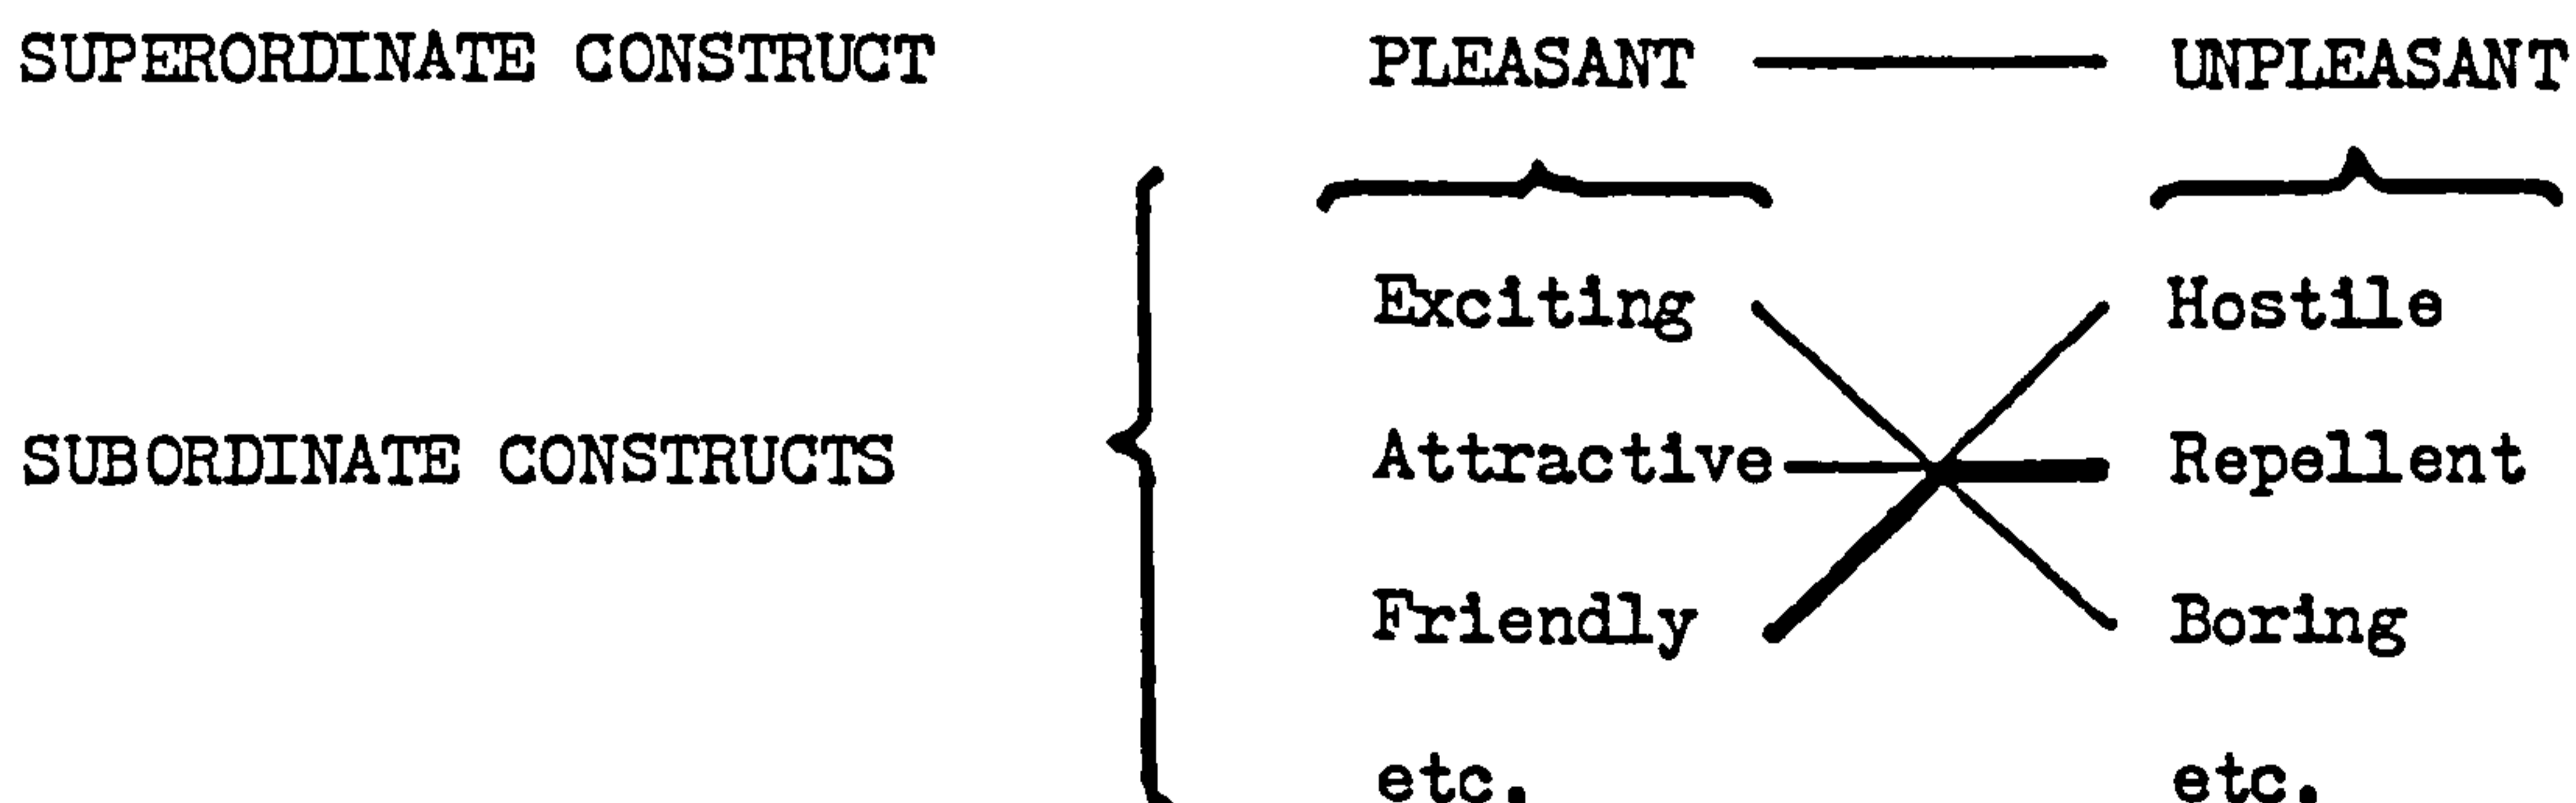 SUPERORDINATE CONSTRUCT PLEASANT UNPLEASANT
Exciting Hostile
SUBORDINATE CONSTRUCTS Attractive Repellent
Friendly Boring
etc. etc.